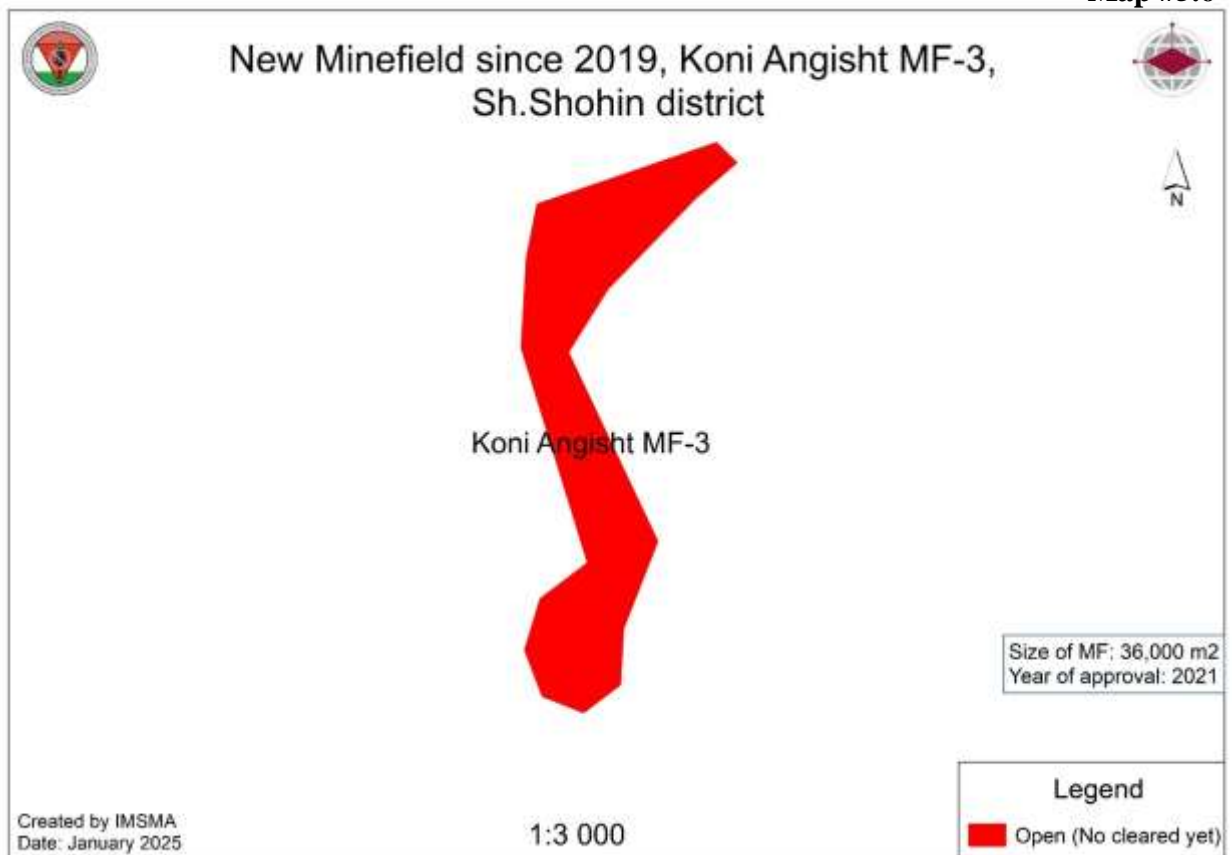 New Minefield since 2019, Koni Angisht MF-3,
Sh.Shohin district
N
Koni Angisht MF-3
Size of MF: 36,000 m2
Year of approval: 2021
Legend
Open (No cleared yet)
Created by IMSMA
Date: January 2025
1:3 000